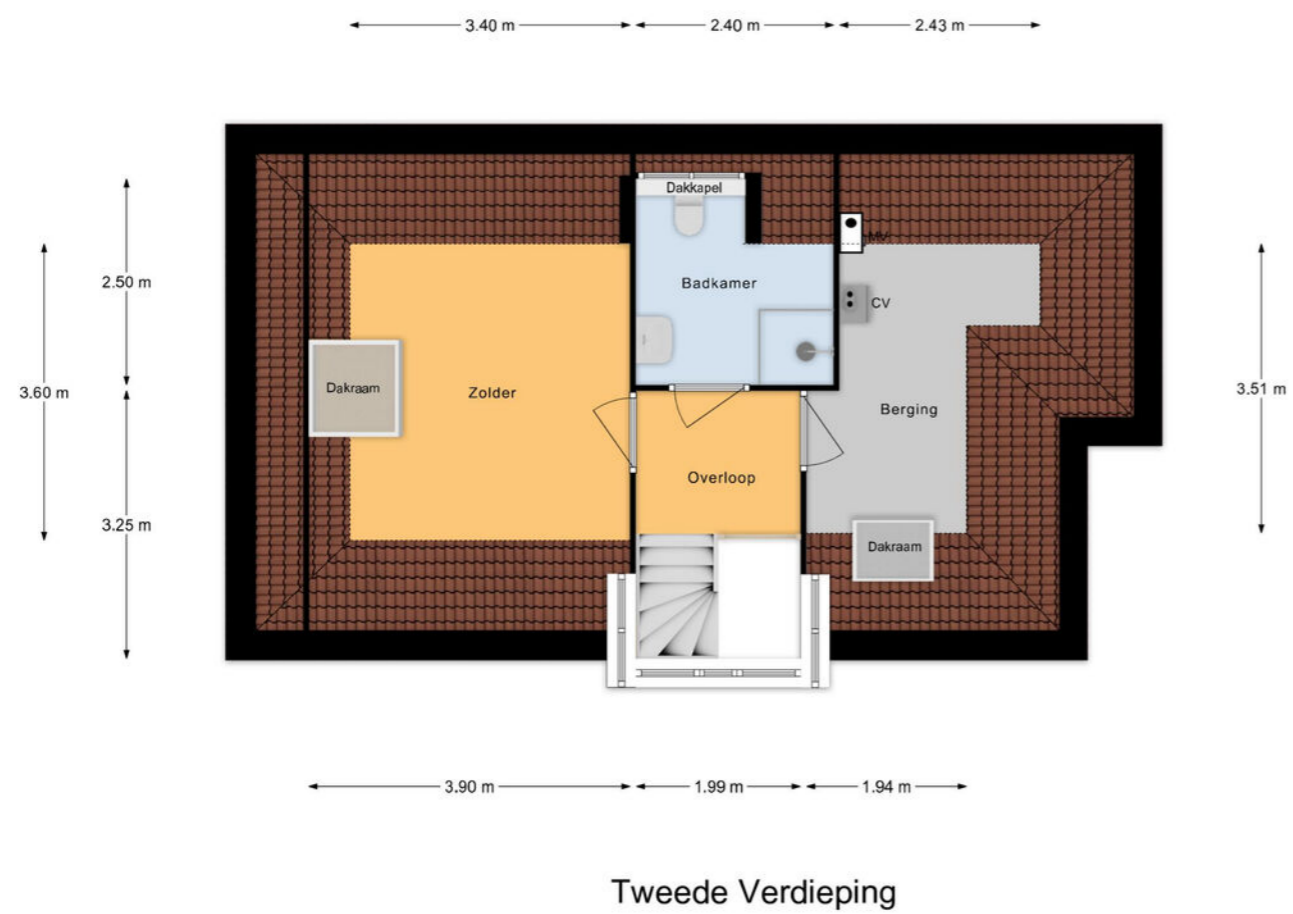 3.40 m
2.40 m
2.43 m
Dakkapel
MV
2.50 m
Badkamer
CV
3.60 m
Dakraam
Zolder
3.51 m
Berging
Overloop
3.25 m
Dakraam
3.90 m
1.99 m
1.94 m
Tweede Verdieping